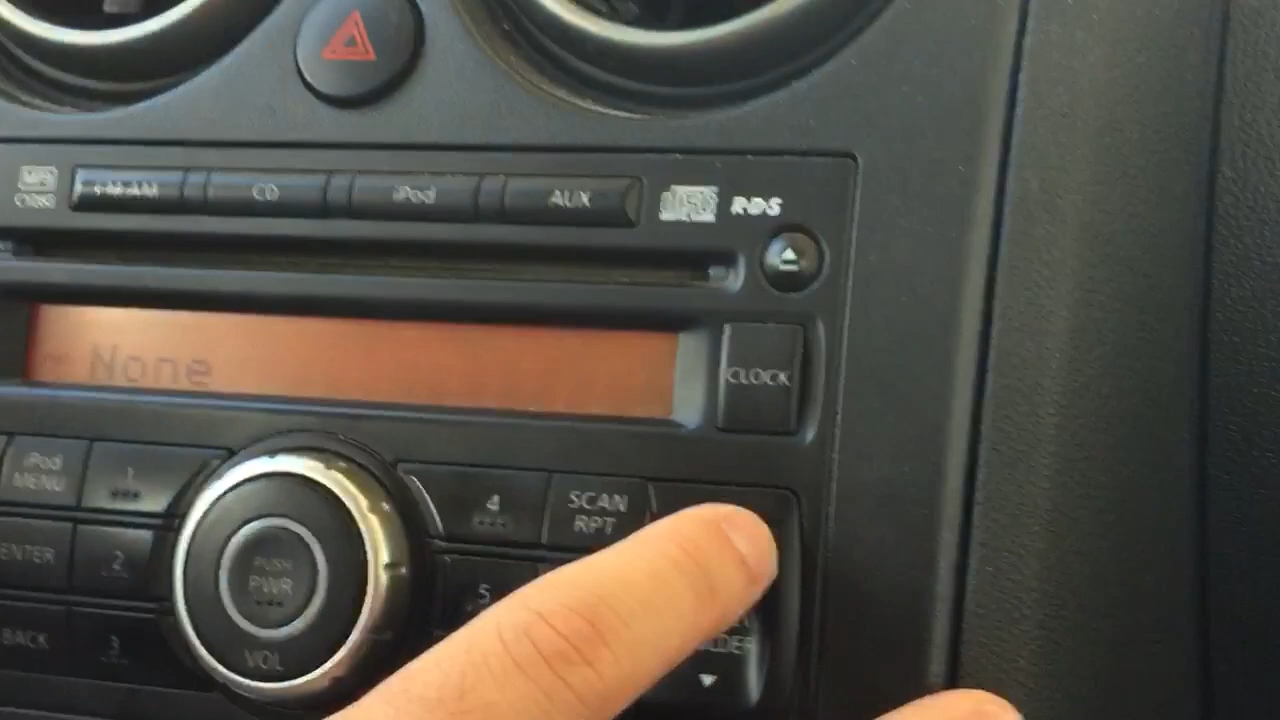 CD
iPod
AUX
RDS
None
CLOCK
iPod
MENU
1
4
SCAN
RPT
ENTER
2
5
PUSH
PWR
BACK
3
VOL